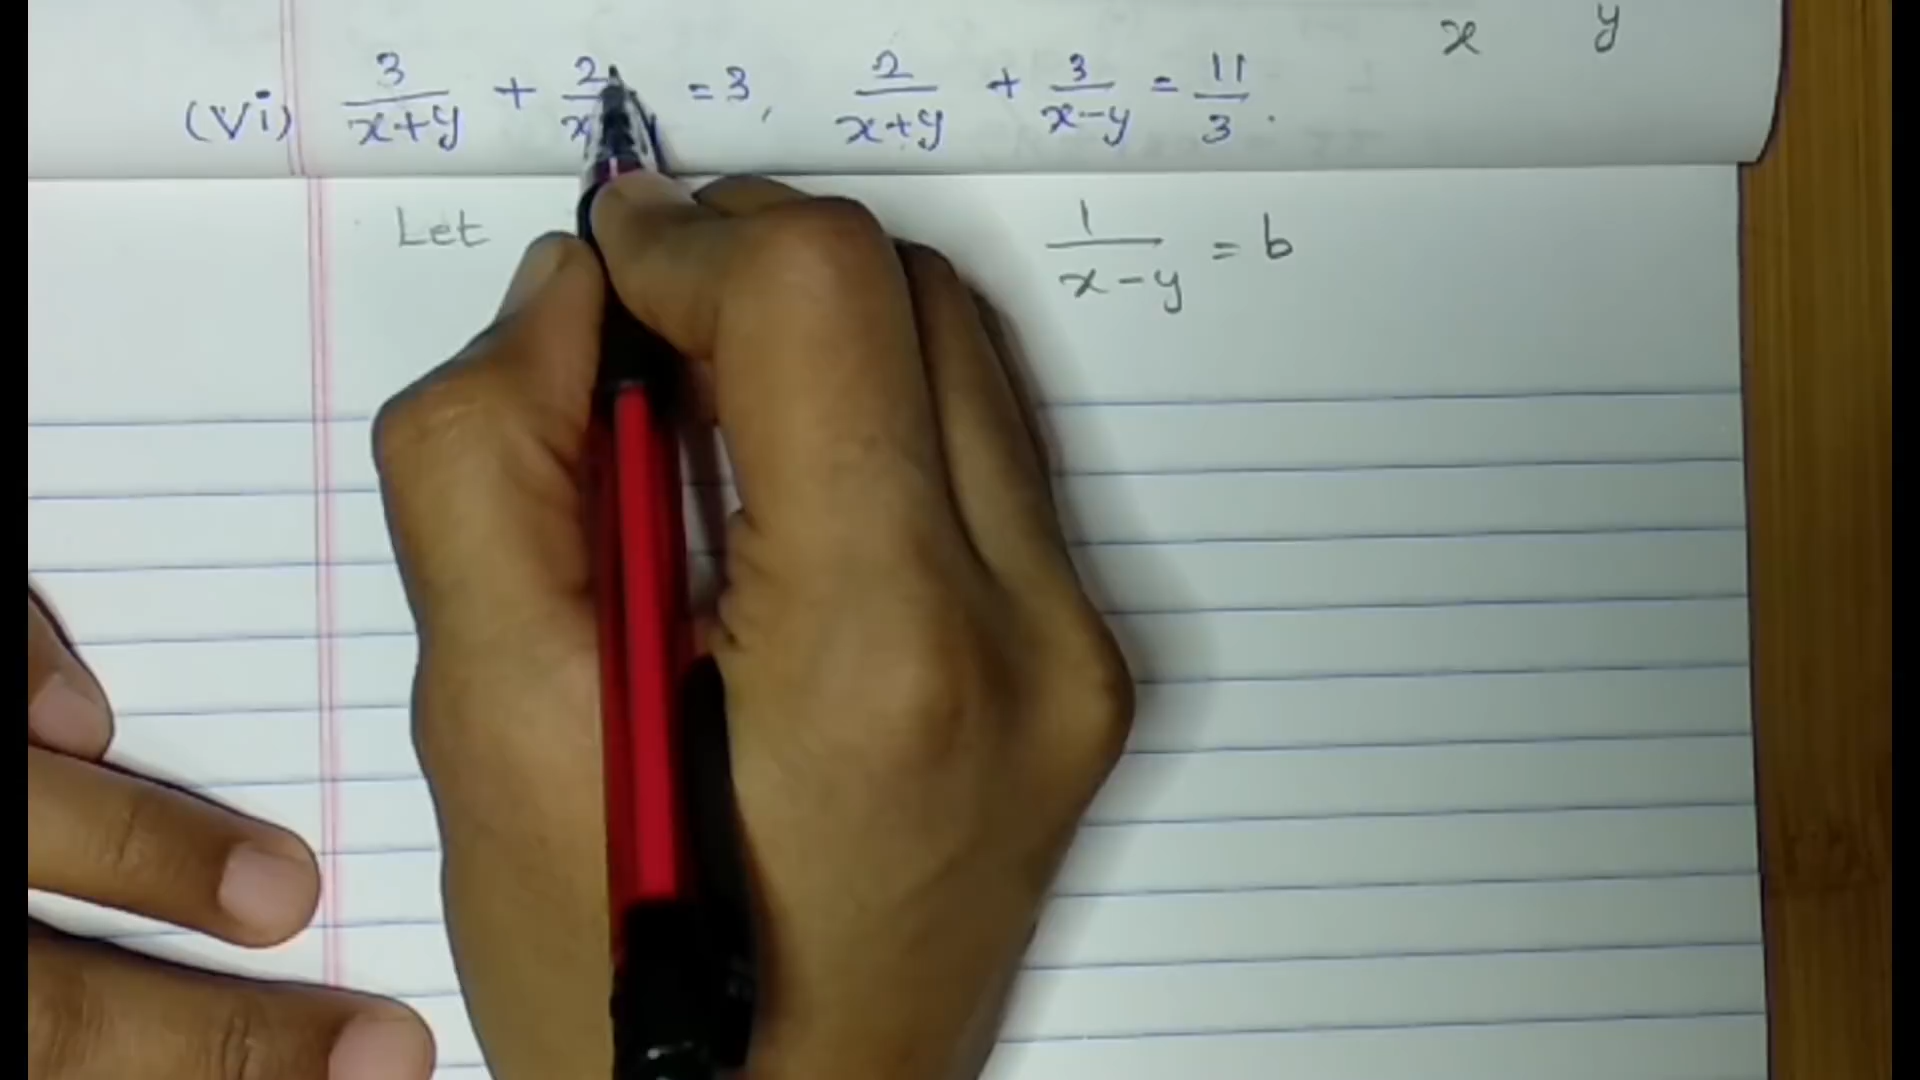 x y
(vi) 3/(x+y) + 2/x = 3, 2/(x+y) + 3/(x-y) = 11/3.
Let 1/(x-y) = b